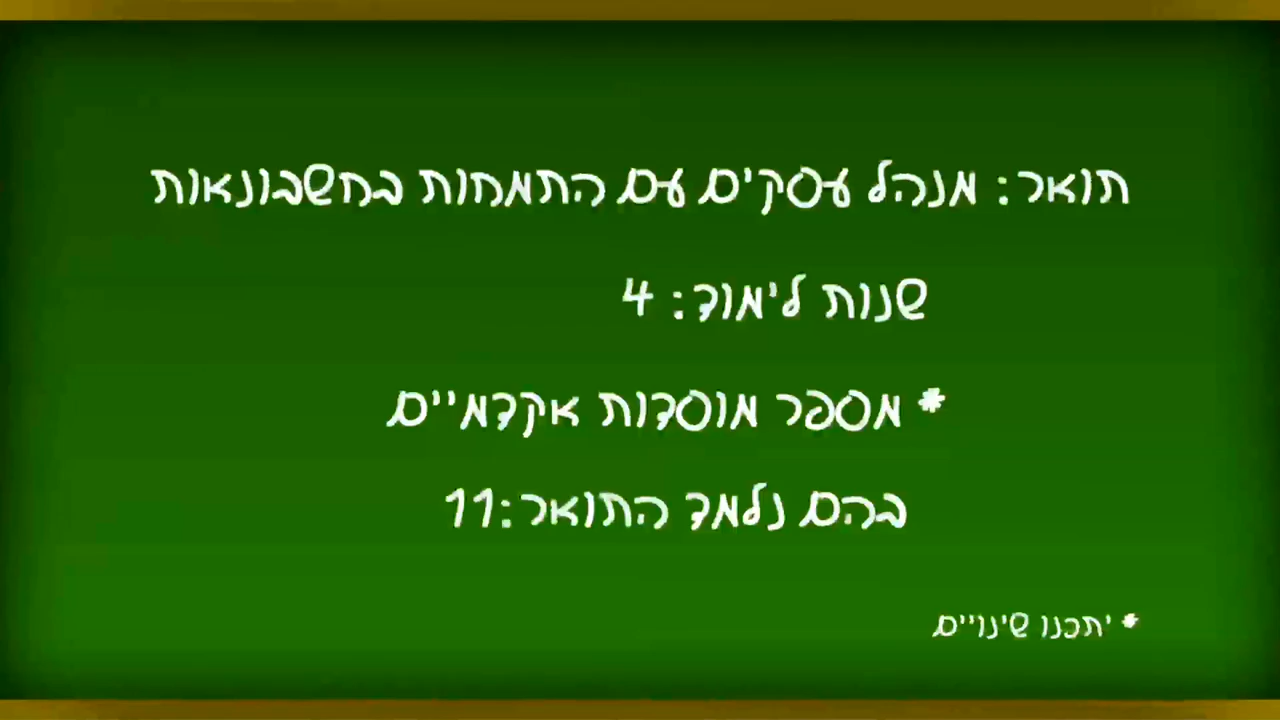 תואר: מנהל עסקים עם התמחות בחשבונאות
שנות לימוד: 4
* מספר מוסדות אקדמיים
בהם נלמד התואר:11
* יתכנו שינויים